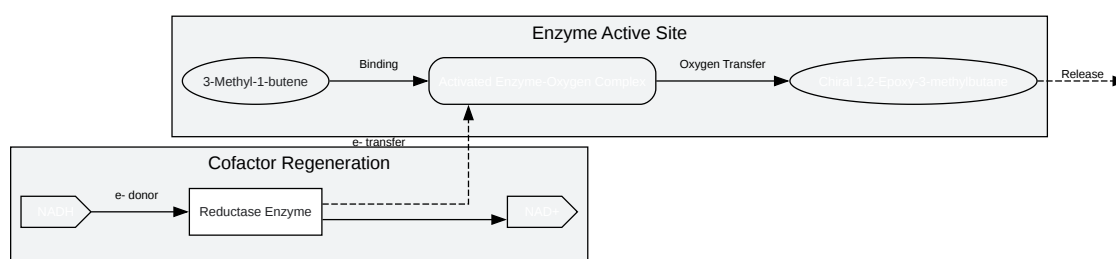 Enzyme Active Site
3-Methyl-1-butene
Binding
Activated Enzyme-Oxygen Complex
Oxygen Transfer
Chiral 1,2-Epoxy-3-methylbutane
Release
e- transfer
Cofactor Regeneration
NADH
e- donor
Reductase Enzyme
NAD+